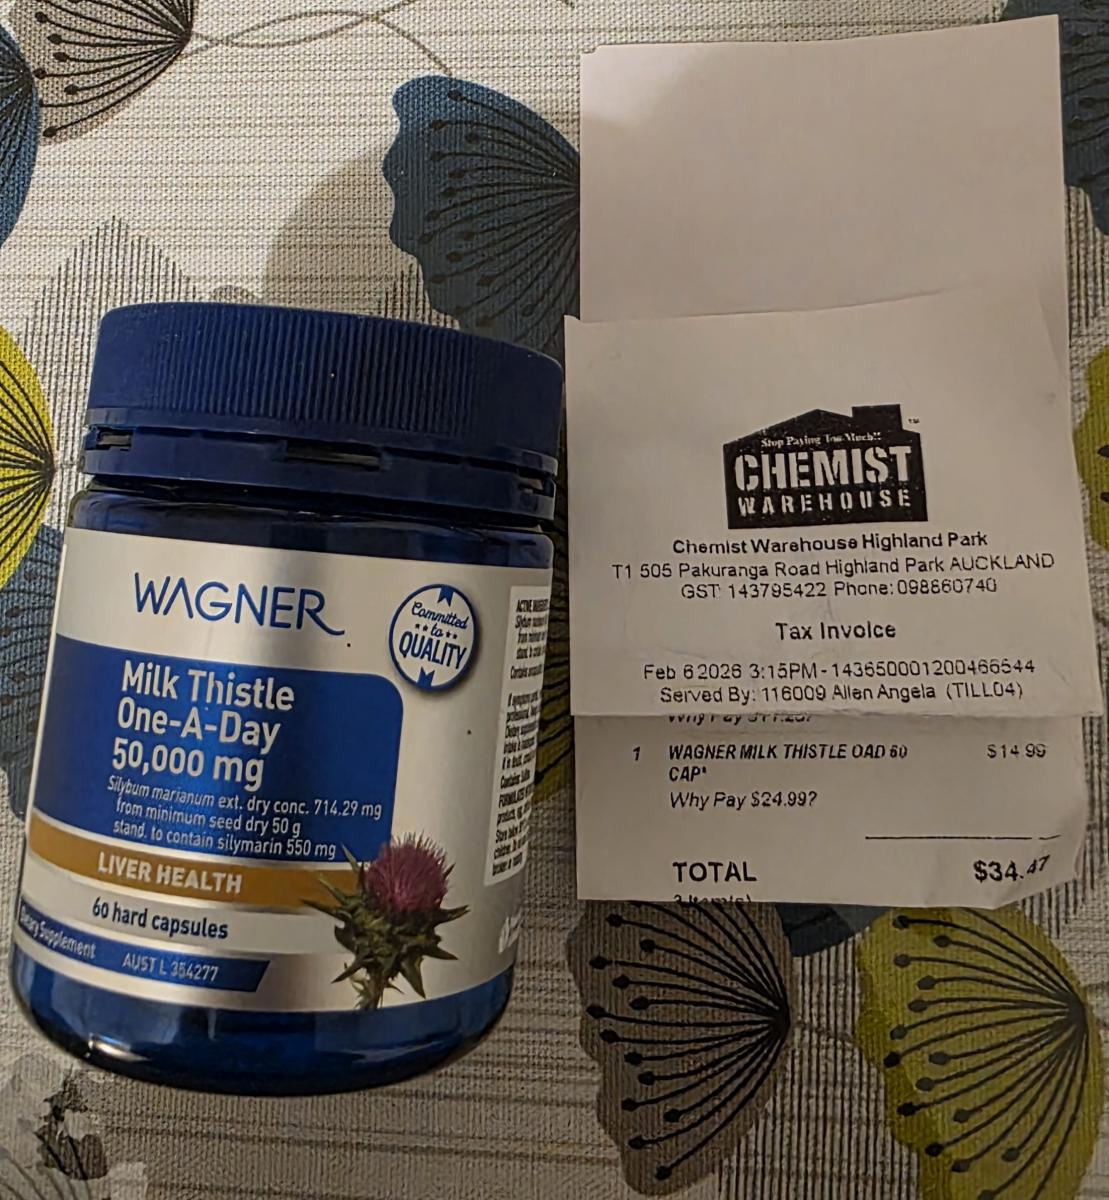 WAGNER
Committed
to
QUALITY
Milk Thistle
One-A-Day
50,000 mg
Silybum marianum ext. dry conc. 714.29 mg
from minimum seed dry 50 g
stand. to contain silymarin 550 mg
LIVER HEALTH
60 hard capsules
Supplement
AUST L 354277
Stop Paying Too Much!!
TM
CHEMIST
WAREHOUSE
Chemist Warehouse Highland Park
T1 505 Pakuranga Road Highland Park AUCKLAND
GST: 143795422 Phone: 098860740
Tax Invoice
Feb 6 2026 3:15PM - 143650001200466544
Served By: 116009 Allen Angela (TILL04)
1 WAGNER MILK THISTLE OAD 60 $14.99
CAP*
Why Pay $24.99?
TOTAL $34.47